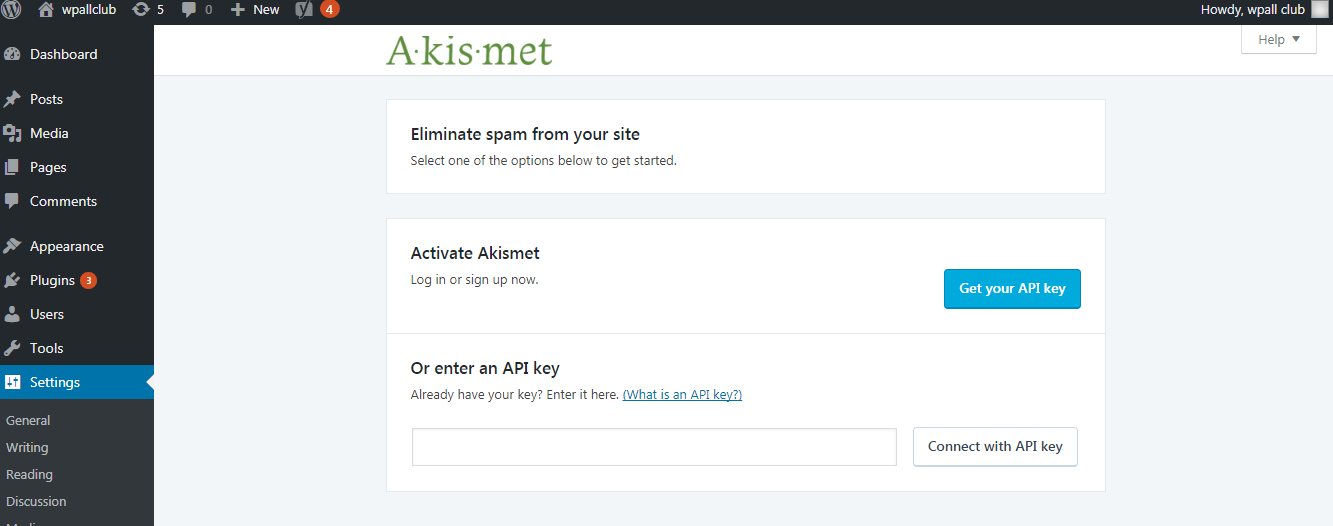 wpallclub 5 0 New 4 Howdy, wpall club
A·kis·met
Help
Dashboard
Posts
Media
Pages
Comments
Appearance
Plugins 3
Users
Tools
Settings
General
Writing
Reading
Discussion
Eliminate spam from your site
Select one of the options below to get started.
Activate Akismet
Log in or sign up now.
Get your API key
Or enter an API key
Already have your key? Enter it here. (What is an API key?)
Connect with API key